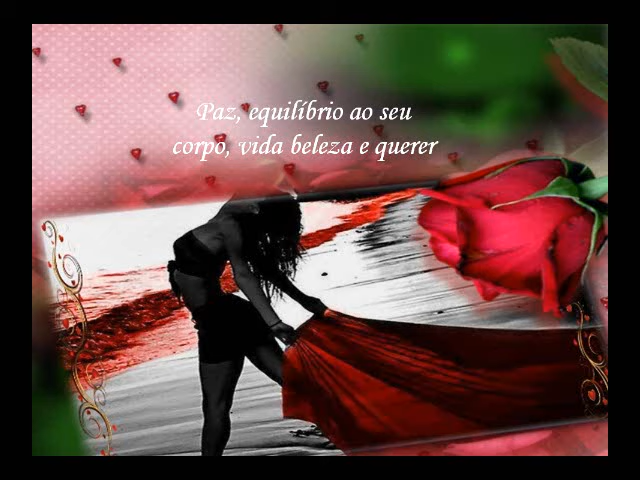 Paz, equilíbrio ao seu
corpo, vida beleza e querer